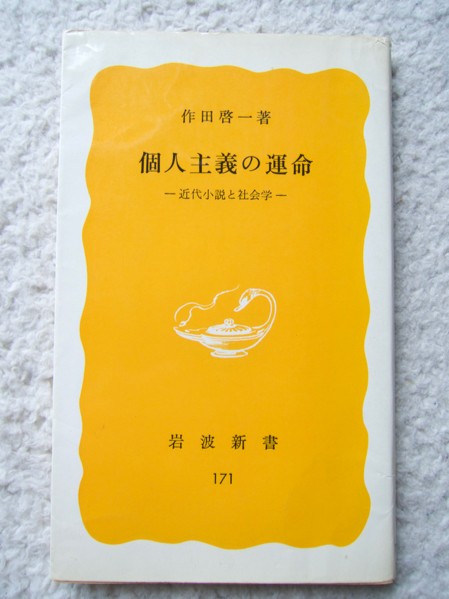 作田啓一著
個人主義の運命
―近代小説と社会学―
岩波新書
171